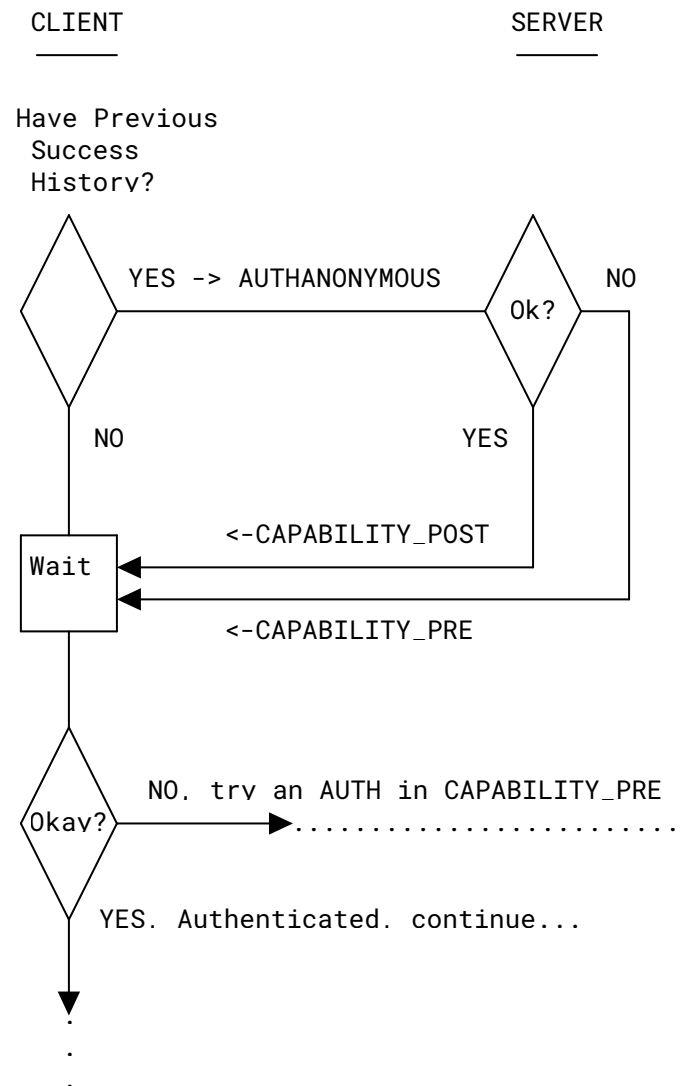 CLIENT SERVER
Have Previous
Success
History?
YES -> AUTHANONYMOUS NO
Ok?
NO YES
<-CAPABILITY_POST
Wait
<-CAPABILITY_PRE
NO, try an AUTH in CAPABILITY_PRE
Okay?
.........................
YES. Authenticated. continue...
.
.
.